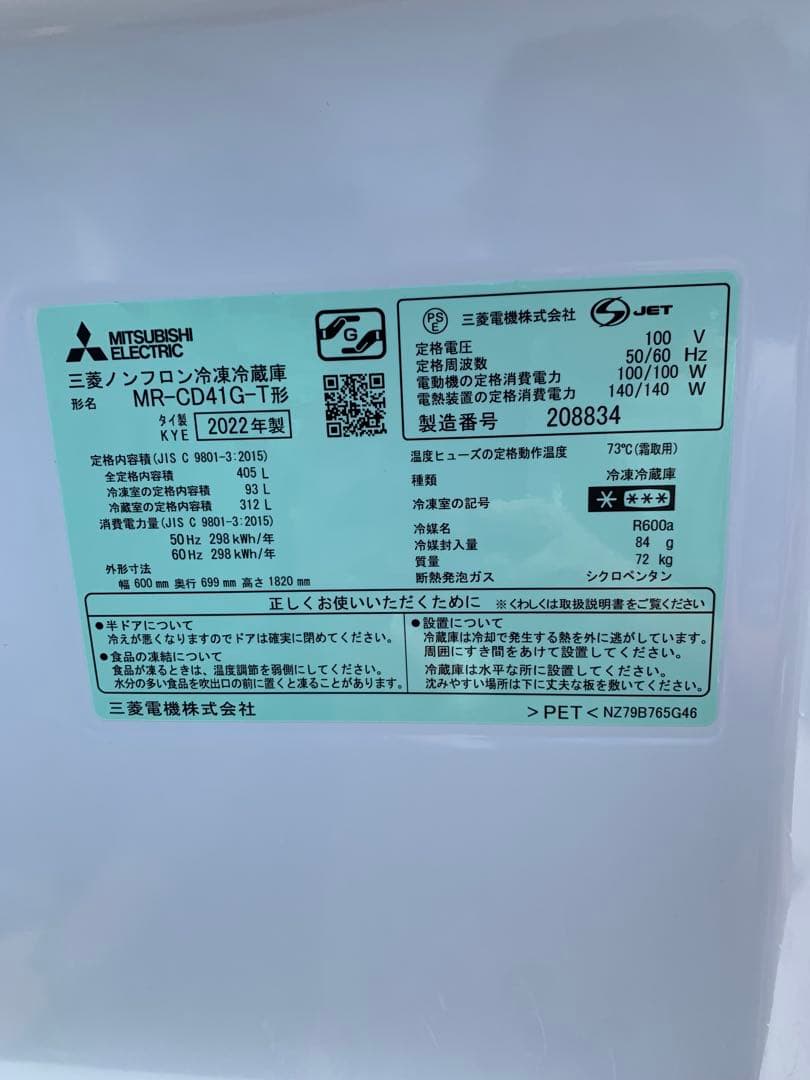 MITSUBISHI
ELECTRIC
G
三菱ノンフロン冷凍冷蔵庫
形名 MR-CD41G-T形
タイ製
KYE 2022年製
定格内容積(JIS C 9801-3:2015)
全定格内容積 405 L
冷凍室の定格内容積 93 L
冷蔵室の定格内容積 312 L
消費電力量(JIS C 9801-3:2015)
50 Hz 298 kWh/年
60 Hz 298 kWh/年
外形寸法
幅 600 mm 奥行 699 mm 高さ 1820 mm
PSE 三菱電機株式会社 S JET
定格電圧 100 V
定格周波数 50/60 Hz
電動機の定格消費電力 100/100 W
電熱装置の定格消費電力 140/140 W
製造番号 208834
温度ヒューズの定格動作温度 73℃(霜取用)
種類 冷凍冷蔵庫
冷凍室の記号 * ***
冷媒名 R600a
冷媒封入量 84 g
質量 72 kg
断熱発泡ガス シクロペンタン
正しくお使いいただくために ※くわしくは取扱説明書をご覧ください
●半ドアについて
冷えが悪くなりますのでドアは確実に閉めてください。
●食品の凍結について
食品が凍るときは、温度調節を弱側にしてください。
水分の多い食品を吹出口の前に置くと凍ることがあります。
●設置について
冷蔵庫は冷却で発生する熱を外に逃がしています。
周囲にすき間をあけて設置してください。
冷蔵庫は水平な所に設置してください。
沈みやすい場所は下に丈夫な板を敷いてください。
三菱電機株式会社
>PET< NZ79B765G46